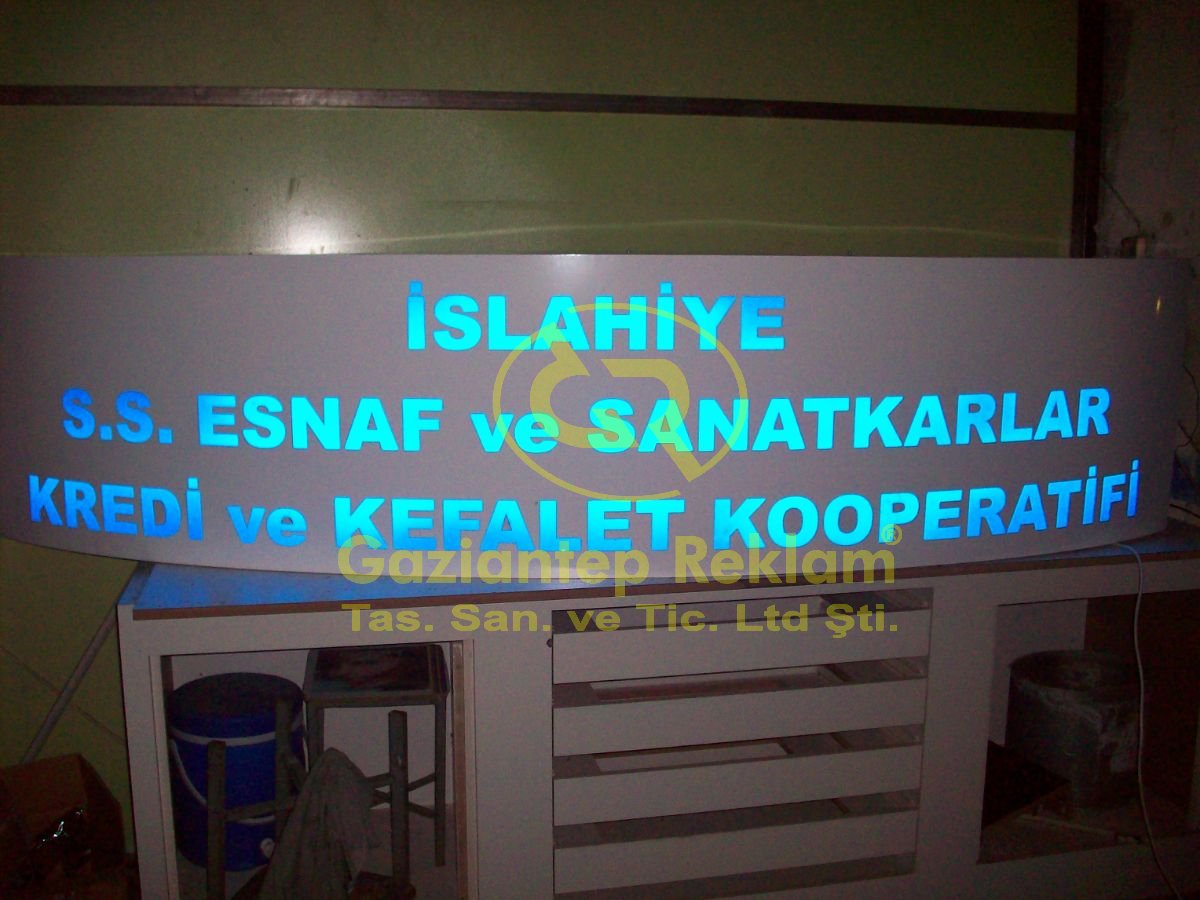 İSLAHİYE
S.S. ESNAF ve SANATKARLAR
KREDİ ve KEFALET KOOPERATİFİ
Gaziantep Reklam®
Tas. San. ve Tic. Ltd Şti.